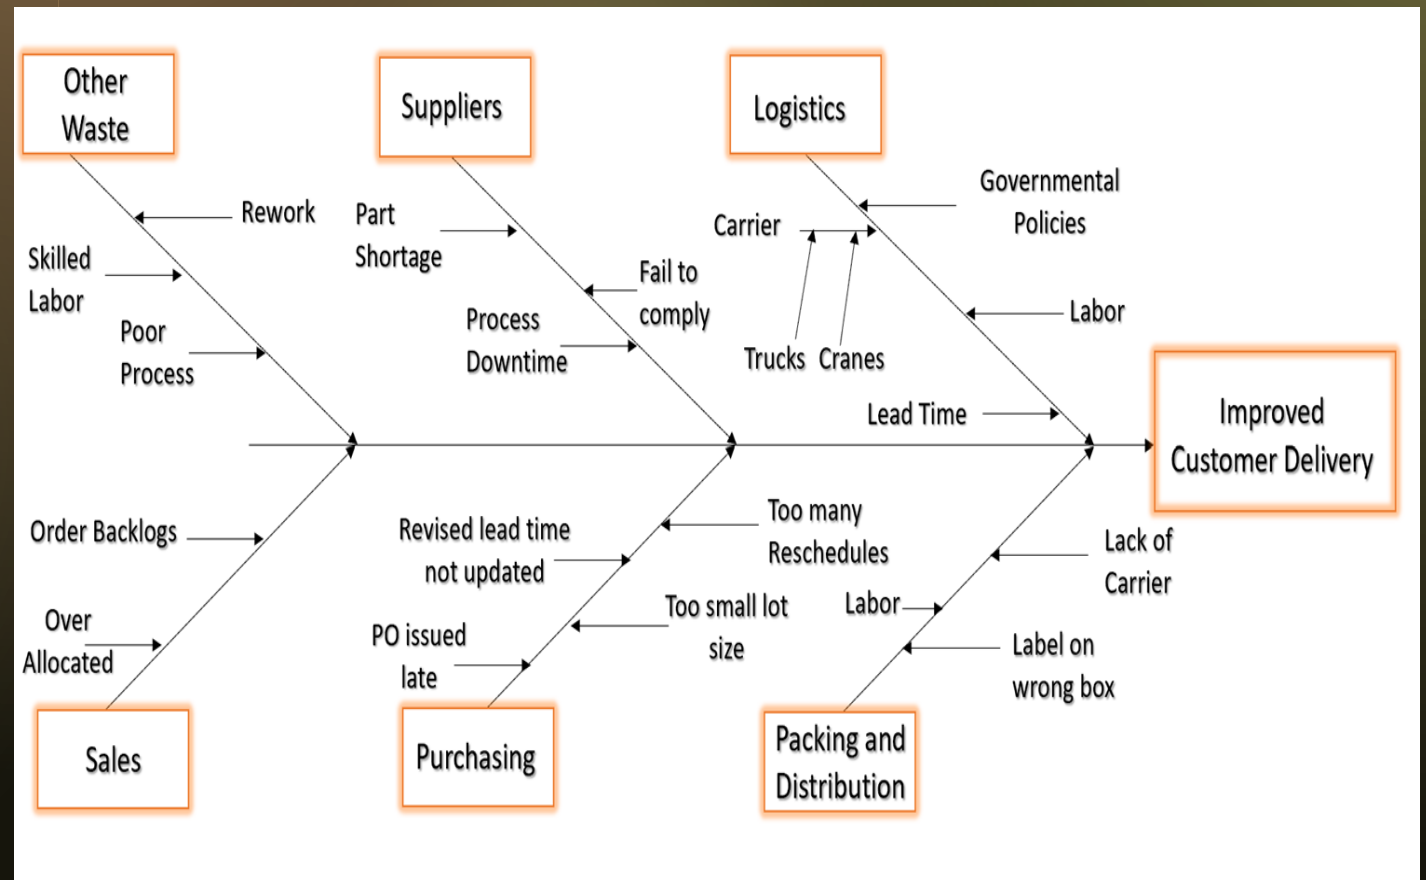 Other
Waste
Suppliers
Logistics
Rework
Skilled
Labor
Poor
Process
Part
Shortage
Fail to
comply
Process
Downtime
Governmental
Policies
Carrier
Labor
Trucks Cranes
Lead Time
Improved
Customer Delivery
Order Backlogs
Over
Allocated
Sales
Too many
Reschedules
Revised lead time
not updated
Too small lot
size
PO issued
late
Purchasing
Lack of
Carrier
Labor
Label on
wrong box
Packing and
Distribution